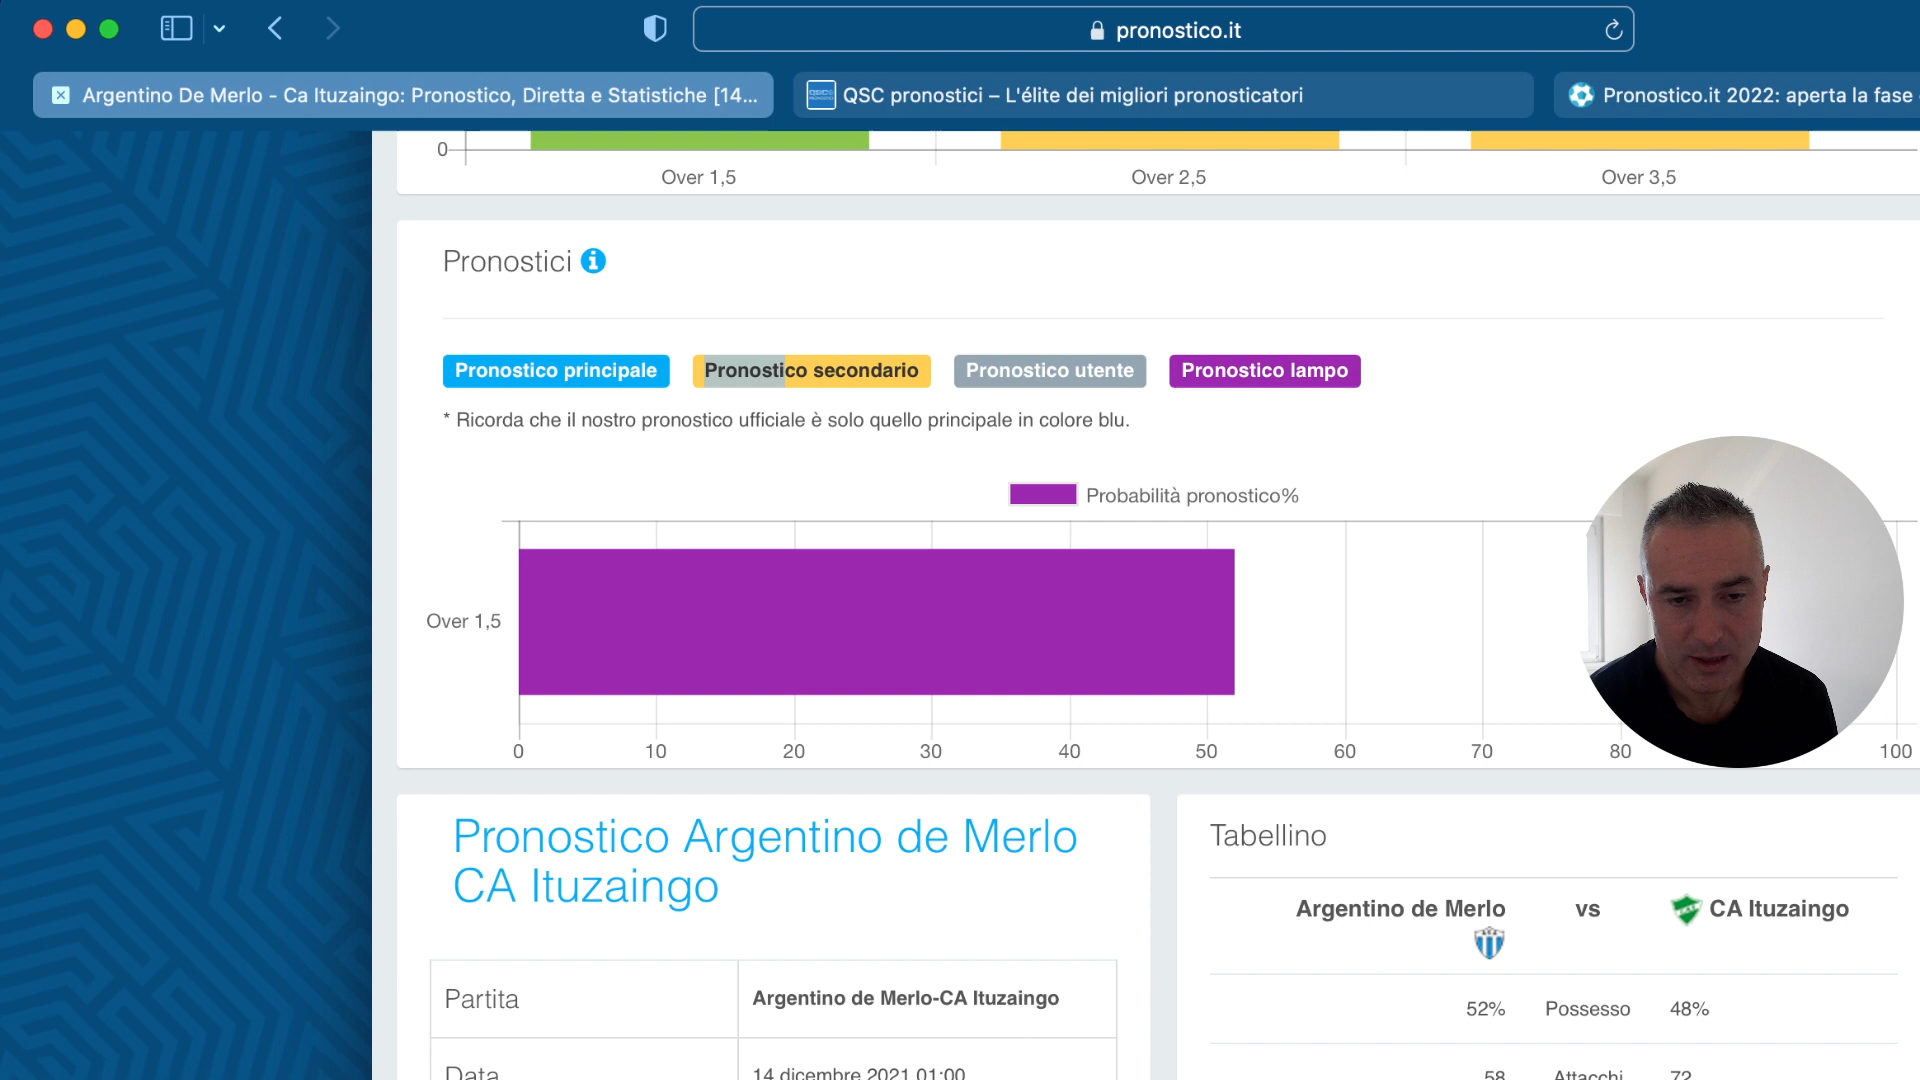 pronostico.it
Argentino De Merlo - Ca Ituzaingo: Pronostico, Diretta e Statistiche [14...
QSC pronostici – L'élite dei migliori pronosticatori
Pronostico.it 2022: aperta la fase
0
Over 1,5
Over 2,5
Over 3,5
Pronostici
Pronostico principale
Pronostico secondario
Pronostico utente
Pronostico lampo
* Ricorda che il nostro pronostico ufficiale è solo quello principale in colore blu.
Probabilità pronostico%
Over 1,5
0 10 20 30 40 50 60 70 80 100
Pronostico Argentino de Merlo
CA Ituzaingo
Partita Argentino de Merlo-CA Ituzaingo
Data 14 dicembre 2021 01:00
Tabellino
Argentino de Merlo vs CA Ituzaingo
52% Possesso 48%
58 Attacchi 72